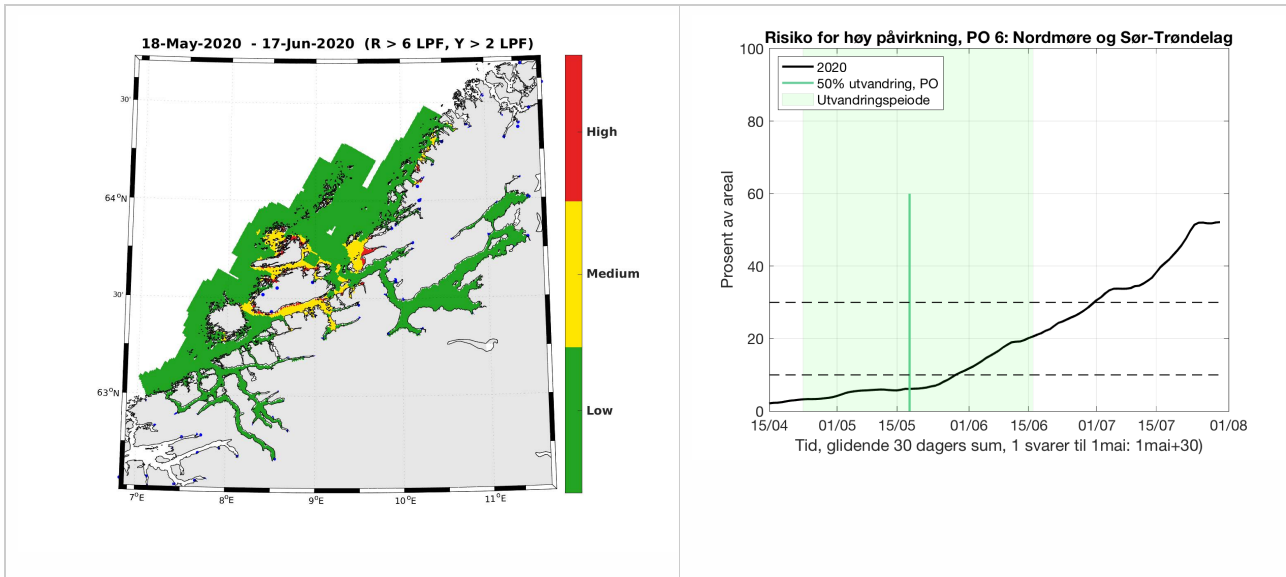 18-May-2020 - 17-Jun-2020 (R > 6 LPF, Y > 2 LPF)
30'
64°N
30'
63°N
7°E
8°E
9°E
10°E
11°E
High
Medium
Low
Risiko for høy påvirkning, PO 6: Nordmøre og Sør-Trøndelag
2020
50% utvandring, PO
Utvandringspeiode
Prosent av areal
100
80
60
40
20
0
15/04
01/05
15/05
01/06
15/06
01/07
15/07
01/08
Tid, glidende 30 dagers sum, 1 svarer til 1mai: 1mai+30)